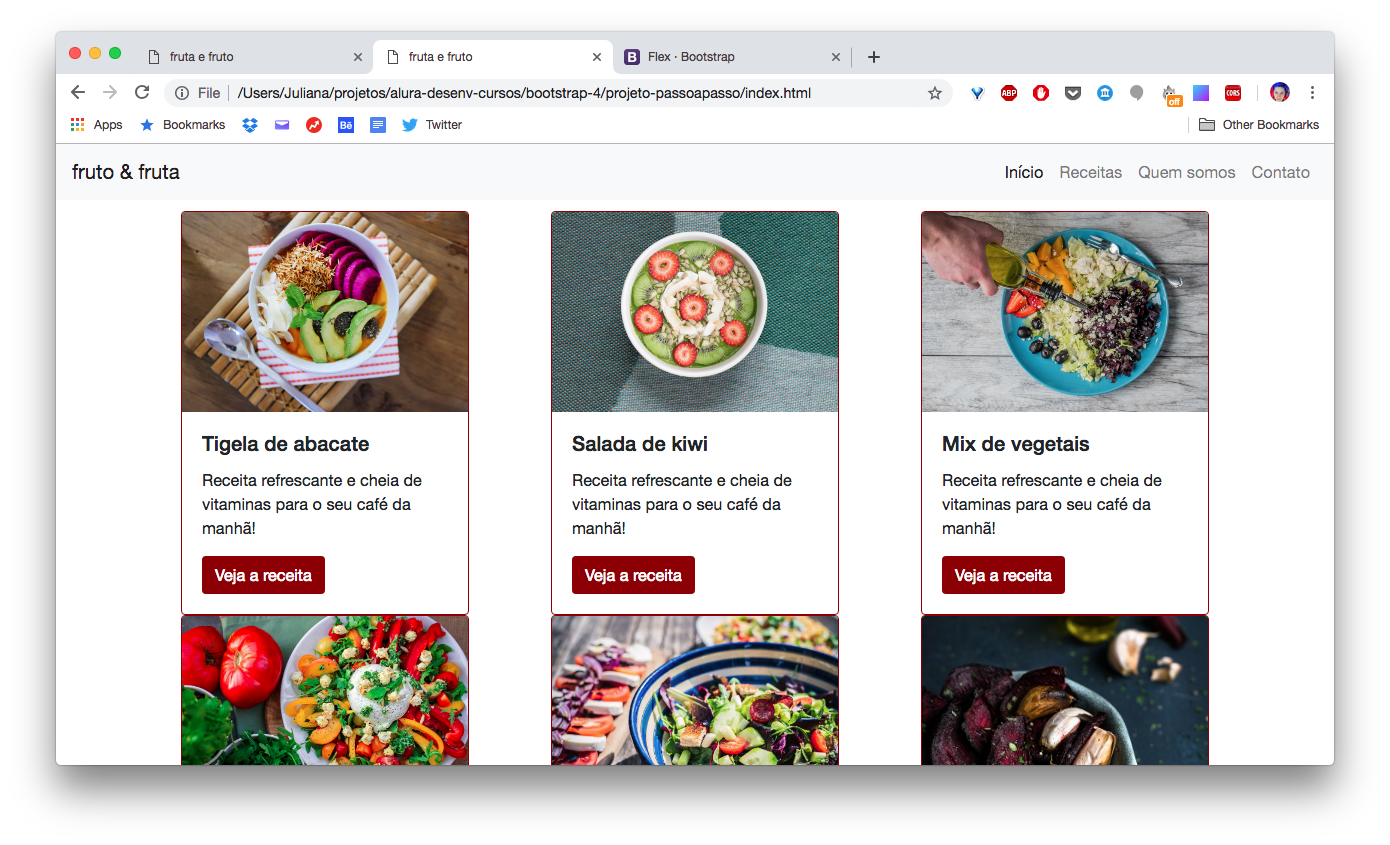 fruta e fruto
fruta e fruto
B
Flex · Bootstrap
File
/Users/Juliana/projetos/alura-desenv-cursos/bootstrap-4/projeto-passoapasso/index.html
ABP
off
CORS
Apps
Bookmarks
Bē
Twitter
Other Bookmarks
fruto & fruta
Início
Receitas
Quem somos
Contato
Tigela de abacate
Receita refrescante e cheia de
vitaminas para o seu café da
manhã!
Veja a receita
Salada de kiwi
Receita refrescante e cheia de
vitaminas para o seu café da
manhã!
Veja a receita
Mix de vegetais
Receita refrescante e cheia de
vitaminas para o seu café da
manhã!
Veja a receita